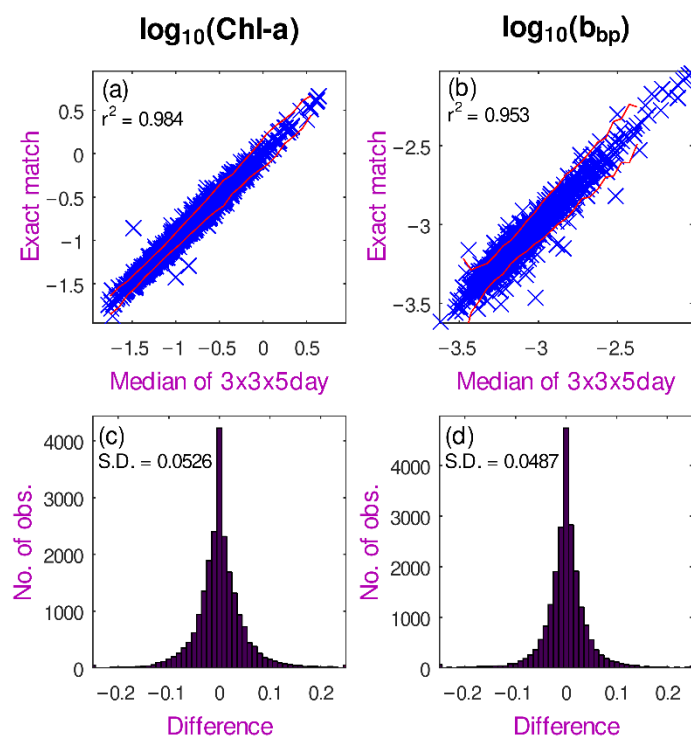 log10(Chl-a)
log10(bbp)
(a)
r2 = 0.984
0.5
0
−0.5
−1
−1.5
Exact match
−1.5 −1 −0.5 0 0.5
Median of 3x3x5day
(b)
r2 = 0.953
−2.5
−3
−3.5
Exact match
−3.5 −3 −2.5
Median of 3x3x5day
(c)
S.D. = 0.0526
4000
3000
2000
1000
0
No. of obs.
−0.2 −0.1 0 0.1 0.2
Difference
(d)
S.D. = 0.0487
4000
3000
2000
1000
0
No. of obs.
−0.2 −0.1 0 0.1 0.2
Difference